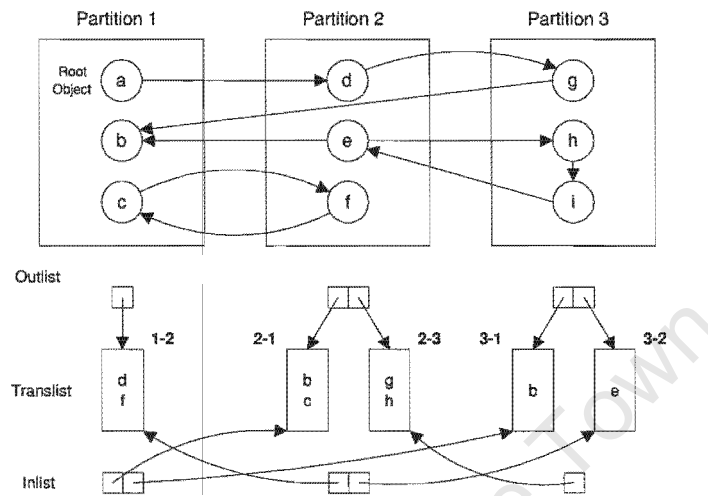 Partition 1 Partition 2 Partition 3
Root Object a d g
b e h
c f i
Outlist
1-2 2-1 2-3 3-1 3-2
Translist
d f
b c
g h
b
e
Inlist
Town